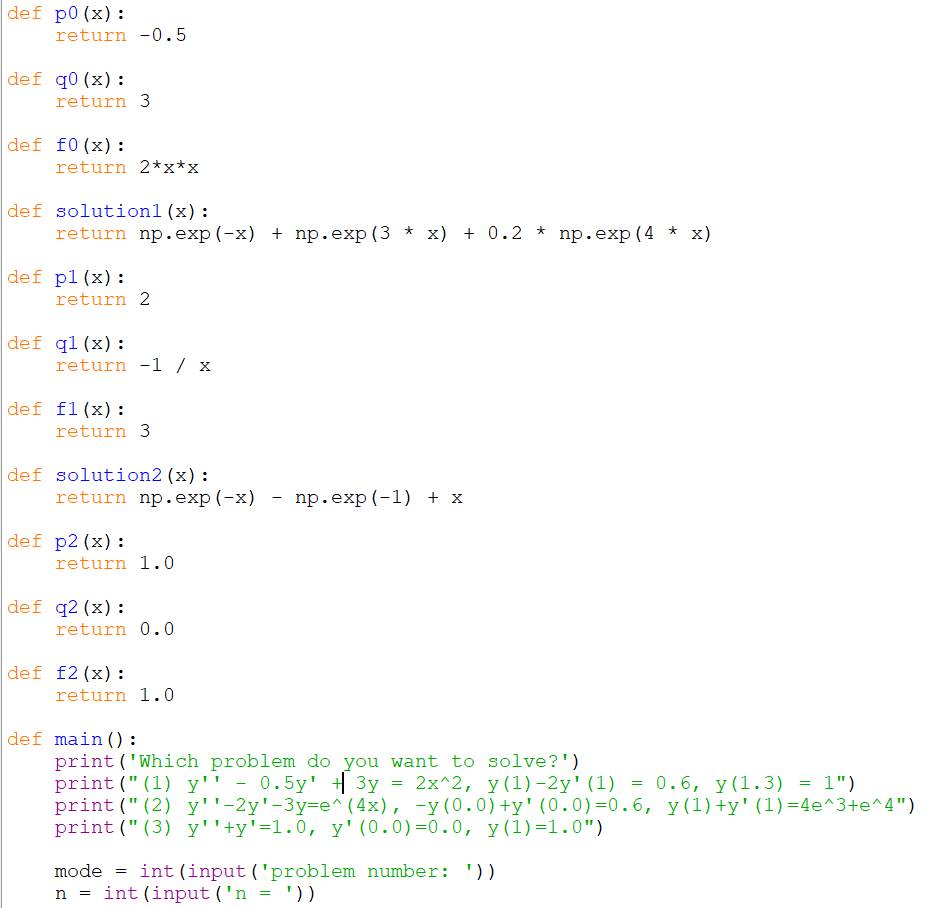 def p0(x):
    return -0.5

def q0(x):
    return 3

def f0(x):
    return 2*x*x

def solution1(x):
    return np.exp(-x) + np.exp(3 * x) + 0.2 * np.exp(4 * x)

def p1(x):
    return 2

def q1(x):
    return -1 / x

def f1(x):
    return 3

def solution2(x):
    return np.exp(-x) - np.exp(-1) + x

def p2(x):
    return 1.0

def q2(x):
    return 0.0

def f2(x):
    return 1.0

def main():
    print('Which problem do you want to solve?')
    print("(1) y'' - 0.5y' + 3y = 2x^2, y(1)-2y'(1) = 0.6, y(1.3) = 1")
    print("(2) y''-2y'-3y=e^(4x), -y(0.0)+y'(0.0)=0.6, y(1)+y'(1)=4e^3+e^4")
    print("(3) y''+y'=1.0, y'(0.0)=0.0, y(1)=1.0")

    mode = int(input('problem number: '))
    n = int(input('n = '))